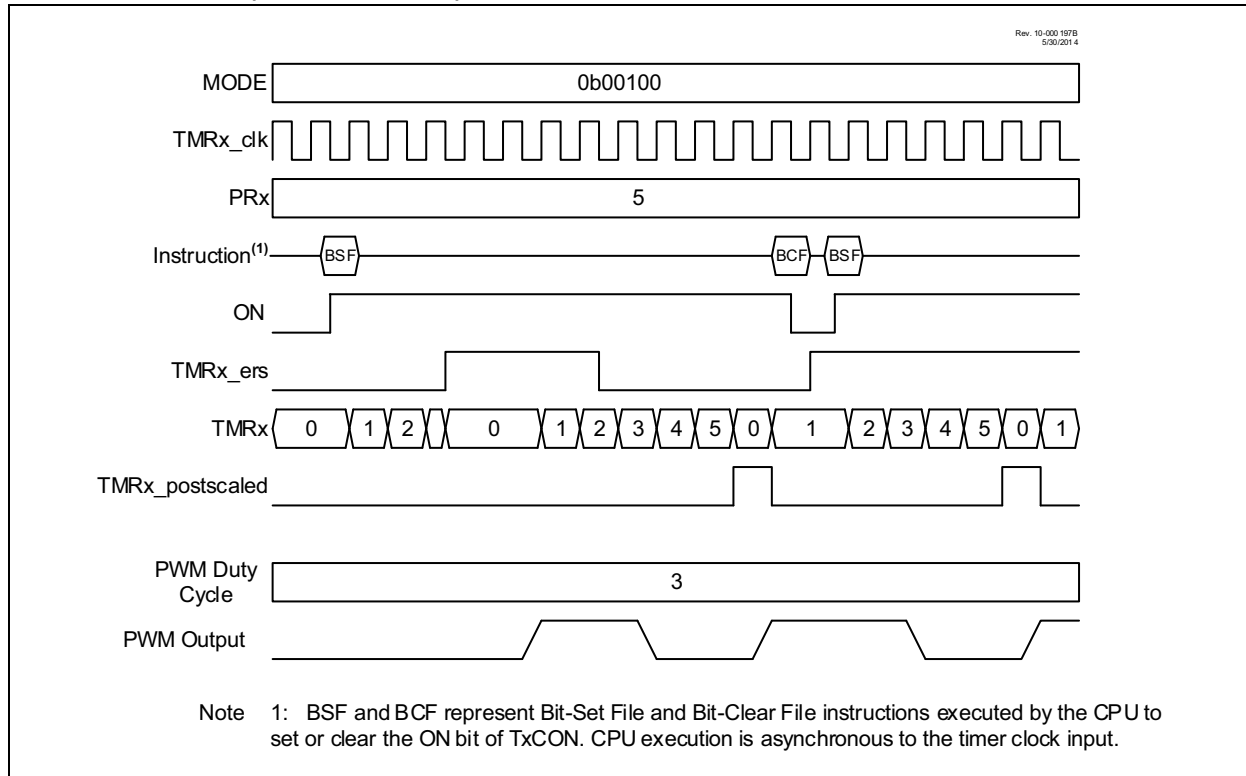 Rev. 10-000 197B
5/30/201 4
MODE 0b00100
TMRx_clk
PRx 5
Instruction(1) BSF BCF BSF
ON
TMRx_ers
TMRx 0 1 2 0 1 2 3 4 5 0 1 2 3 4 5 0 1
TMRx_postscaled
PWM Duty
Cycle 3
PWM Output
Note 1: BSF and BCF represent Bit-Set File and Bit-Clear File instructions executed by the CPU to
set or clear the ON bit of TxCON. CPU execution is asynchronous to the timer clock input.